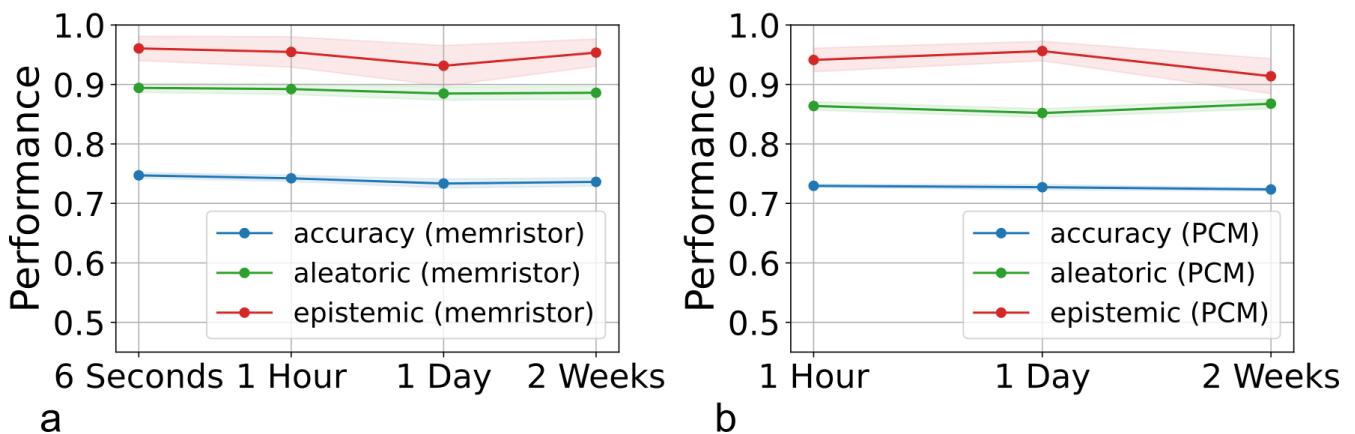 Performance
1.0
0.9
0.8
0.7
0.6
0.5
accuracy (memristor)
aleatoric (memristor)
epistemic (memristor)
6 Seconds 1 Hour 1 Day 2 Weeks
a
Performance
1.0
0.9
0.8
0.7
0.6
0.5
accuracy (PCM)
aleatoric (PCM)
epistemic (PCM)
1 Hour 1 Day 2 Weeks
b